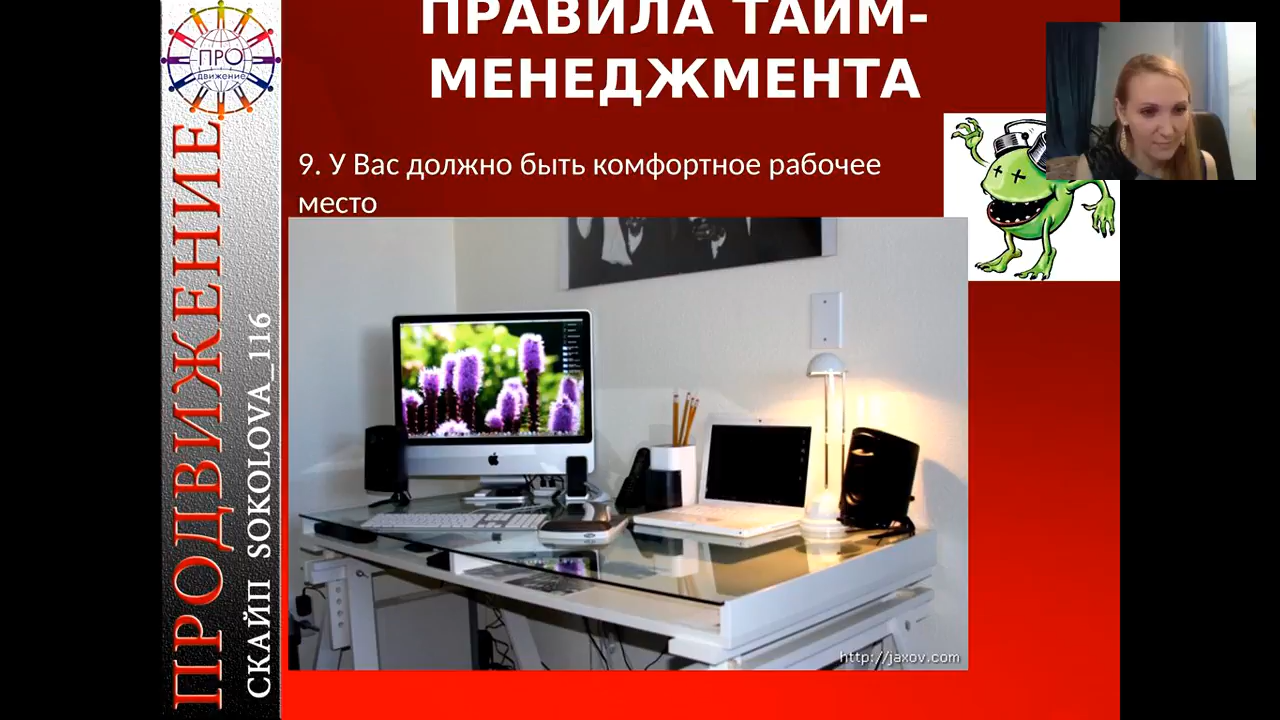 ПРАВИЛА ТАЙМ-
МЕНЕДЖМЕНТА
9. У Вас должно быть комфортное рабочее
место
ПРО
движение
ПРОДВИЖЕНИЕ
СКАЙП SOKOLOVA_116
http://jaxov.com